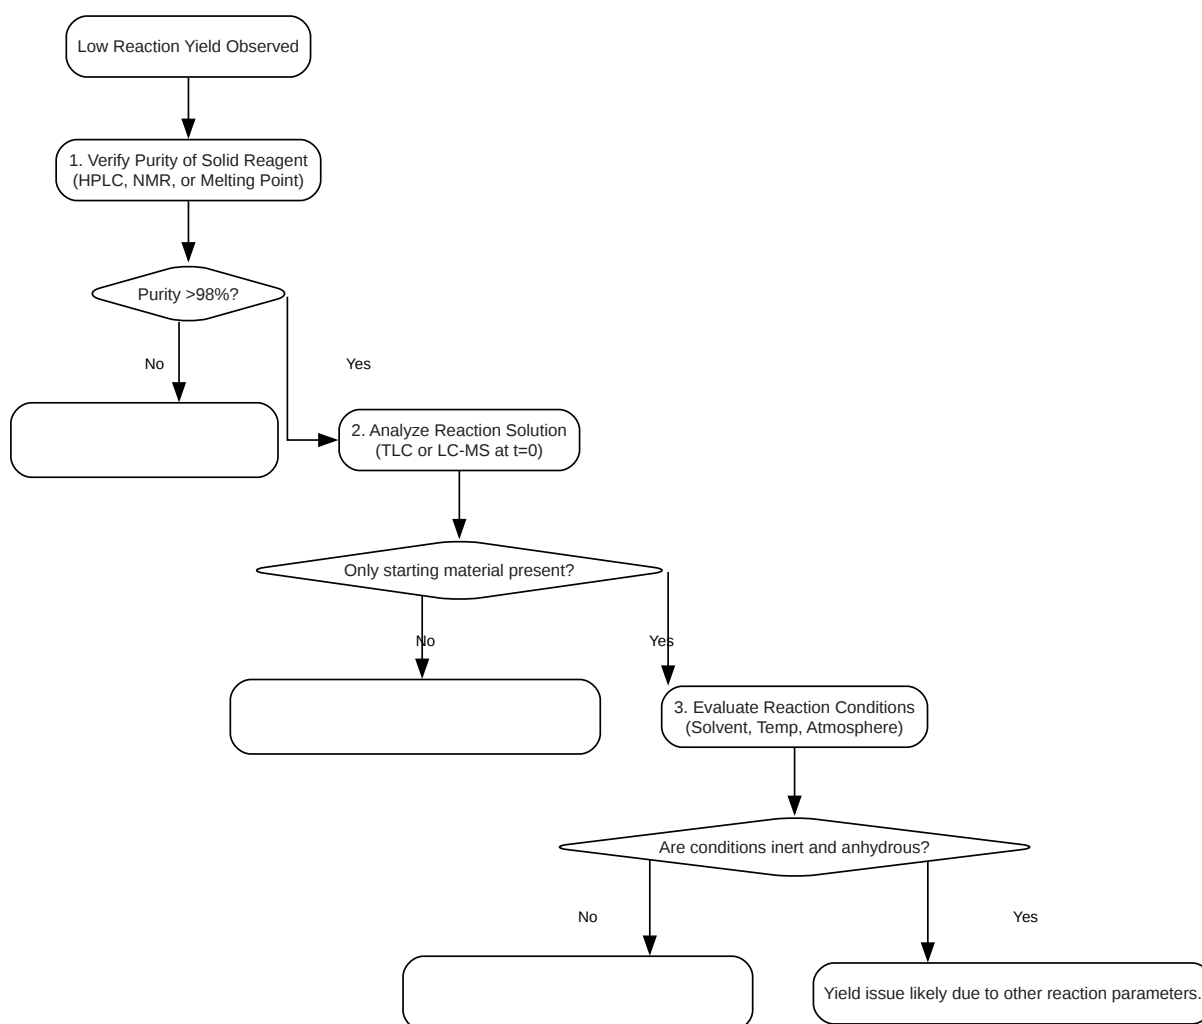 Low Reaction Yield Observed
1. Verify Purity of Solid Reagent
(HPLC, NMR, or Melting Point)
Purity >98%?
No
Yes
2. Analyze Reaction Solution
(TLC or LC-MS at t=0)
Only starting material present?
No
Yes
3. Evaluate Reaction Conditions
(Solvent, Temp, Atmosphere)
Are conditions inert and anhydrous?
No
Yes
Yield issue likely due to other reaction parameters.